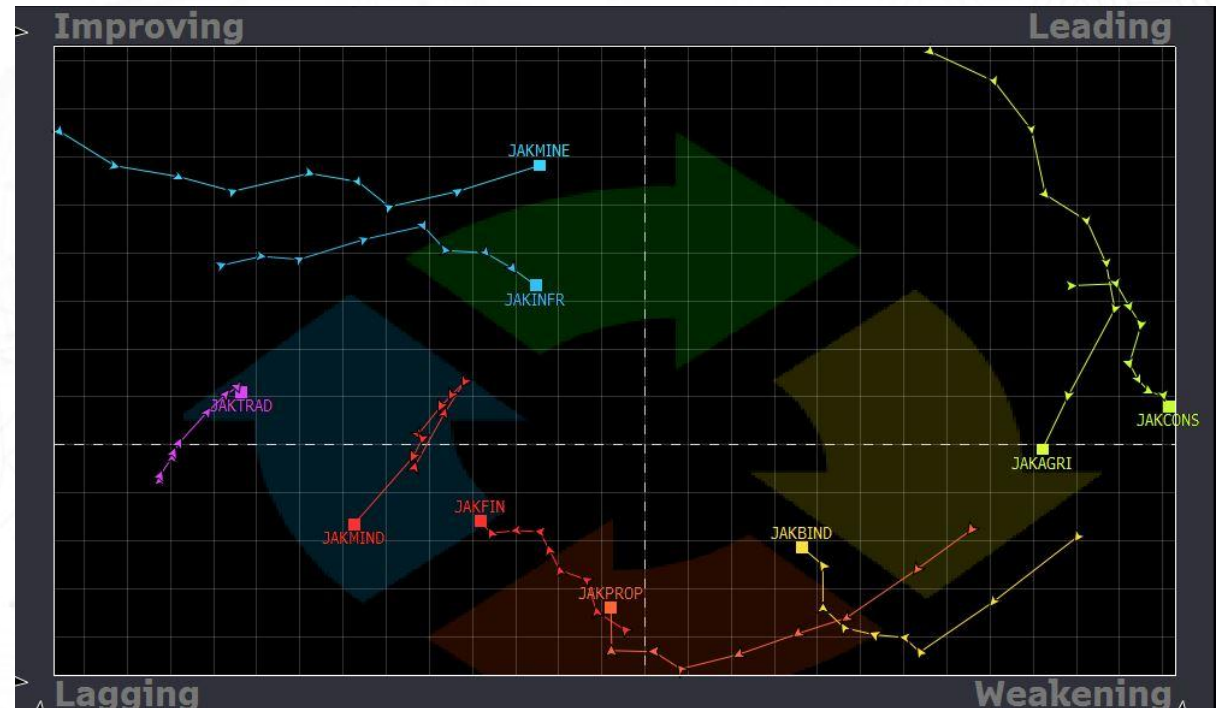 Improving
Leading
JAKMINE
JAKINFR
JAKTRAD
JAKCONS
JAKAGRI
JAKFIN
JAKMIND
JAKBIND
JAKPROP
Lagging
Weakening